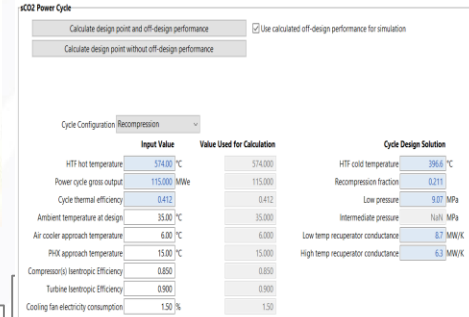 sCO2 Power Cycle
Calculate design point and off-design performance
Use calculated off-design performance for simulation
Calculate design point without off-design performance
Cycle Configuration Recompression
Input Value Value Used for Calculation Cycle Design Solution
HTF hot temperature 574.00 °C 574.000 HTF cold temperature 396.6 °C
Power cycle gross output 115.000 MWe 115.000 Recompression fraction 0.211
Cycle thermal efficiency 0.412 0.412 Low pressure 9.07 MPa
Ambient temperature at design 35.00 °C 35.000 Intermediate pressure NaN MPa
Air cooler approach temperature 6.00 °C 6.000 Low temp recuperator conductance 8.7 MW/K
PHX approach temperature 15.00 °C 15.000 High temp recuperator conductance 6.3 MW/K
Compressor(s) Isentropic Efficiency 0.850 0.850
Turbine Isentropic Efficiency 0.900 0.900
Cooling fan electricity consumption 1.50 % 1.50